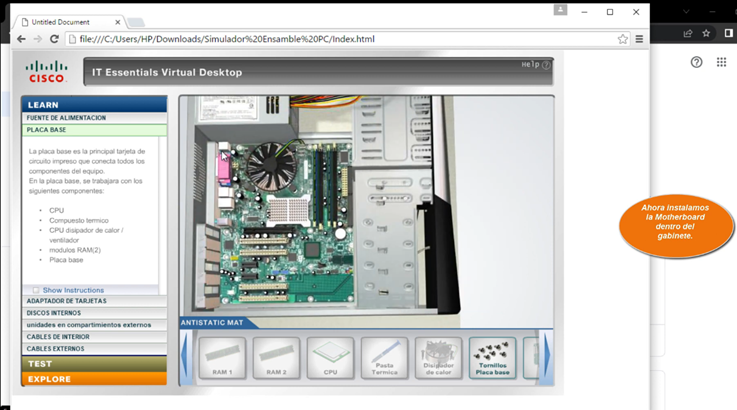 Untitled Document
file:///C:/Users/HP/Downloads/Simulador%20Ensamble%20PC/Index.html
CISCO
IT Essentials Virtual Desktop
Help ?
LEARN
FUENTE DE ALIMENTACION
PLACA BASE
La placa base es la principal tarjeta de
circuito impreso que conecta todos los
componentes del equipo.
En la placa base, se trabajara con los
siguientes componentes:
• CPU
• Compuesto termico
• CPU disipador de calor /
ventilador
• modulos RAM(2)
• Placa base
Show Instructions
ADAPTADOR DE TARJETAS
DISCOS INTERNOS
unidades en compartimientos externos
CABLES DE INTERIOR
CABLES EXTERNOS
TEST
EXPLORE
ANTISTATIC MAT
RAM 1
RAM 2
CPU
Pasta
Termica
Disipador
de calor
Tornillos
Placa base
Ahora instalamos
la Motherboard
dentro del
gabinete.